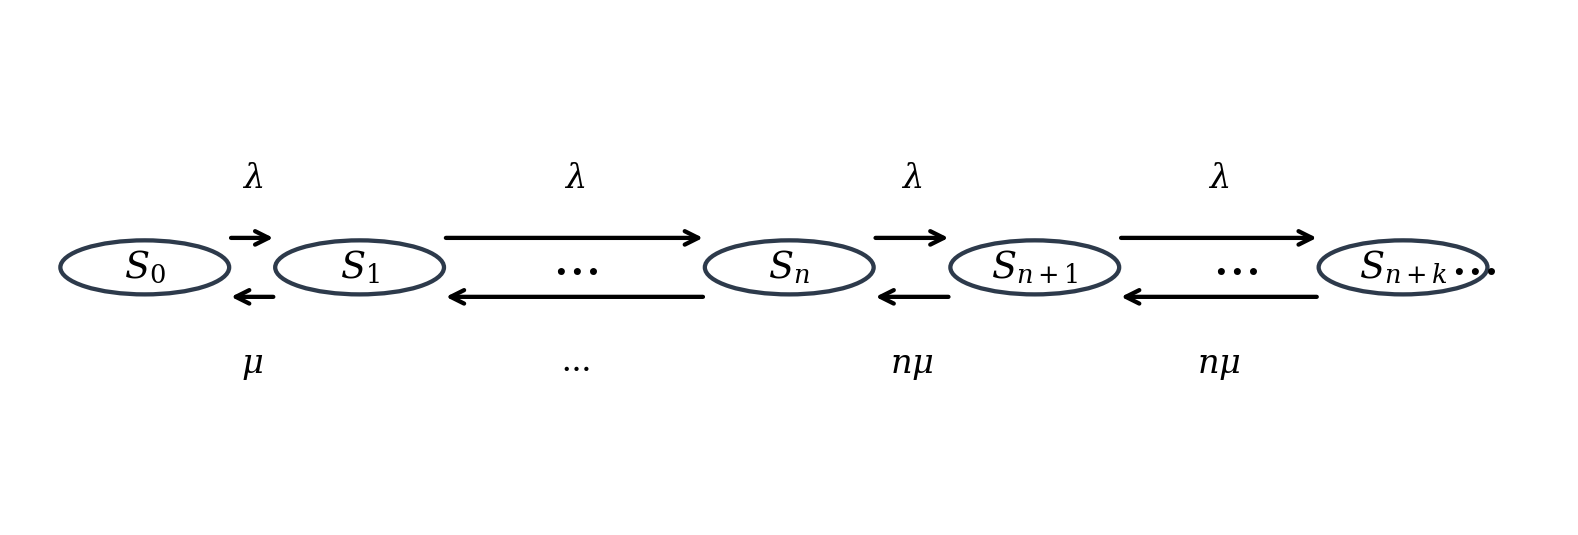 λ λ λ λ
S₀ S₁ ... Sₙ Sₙ₊₁ ... Sₙ₊ₖ ...
μ ... nμ nμ